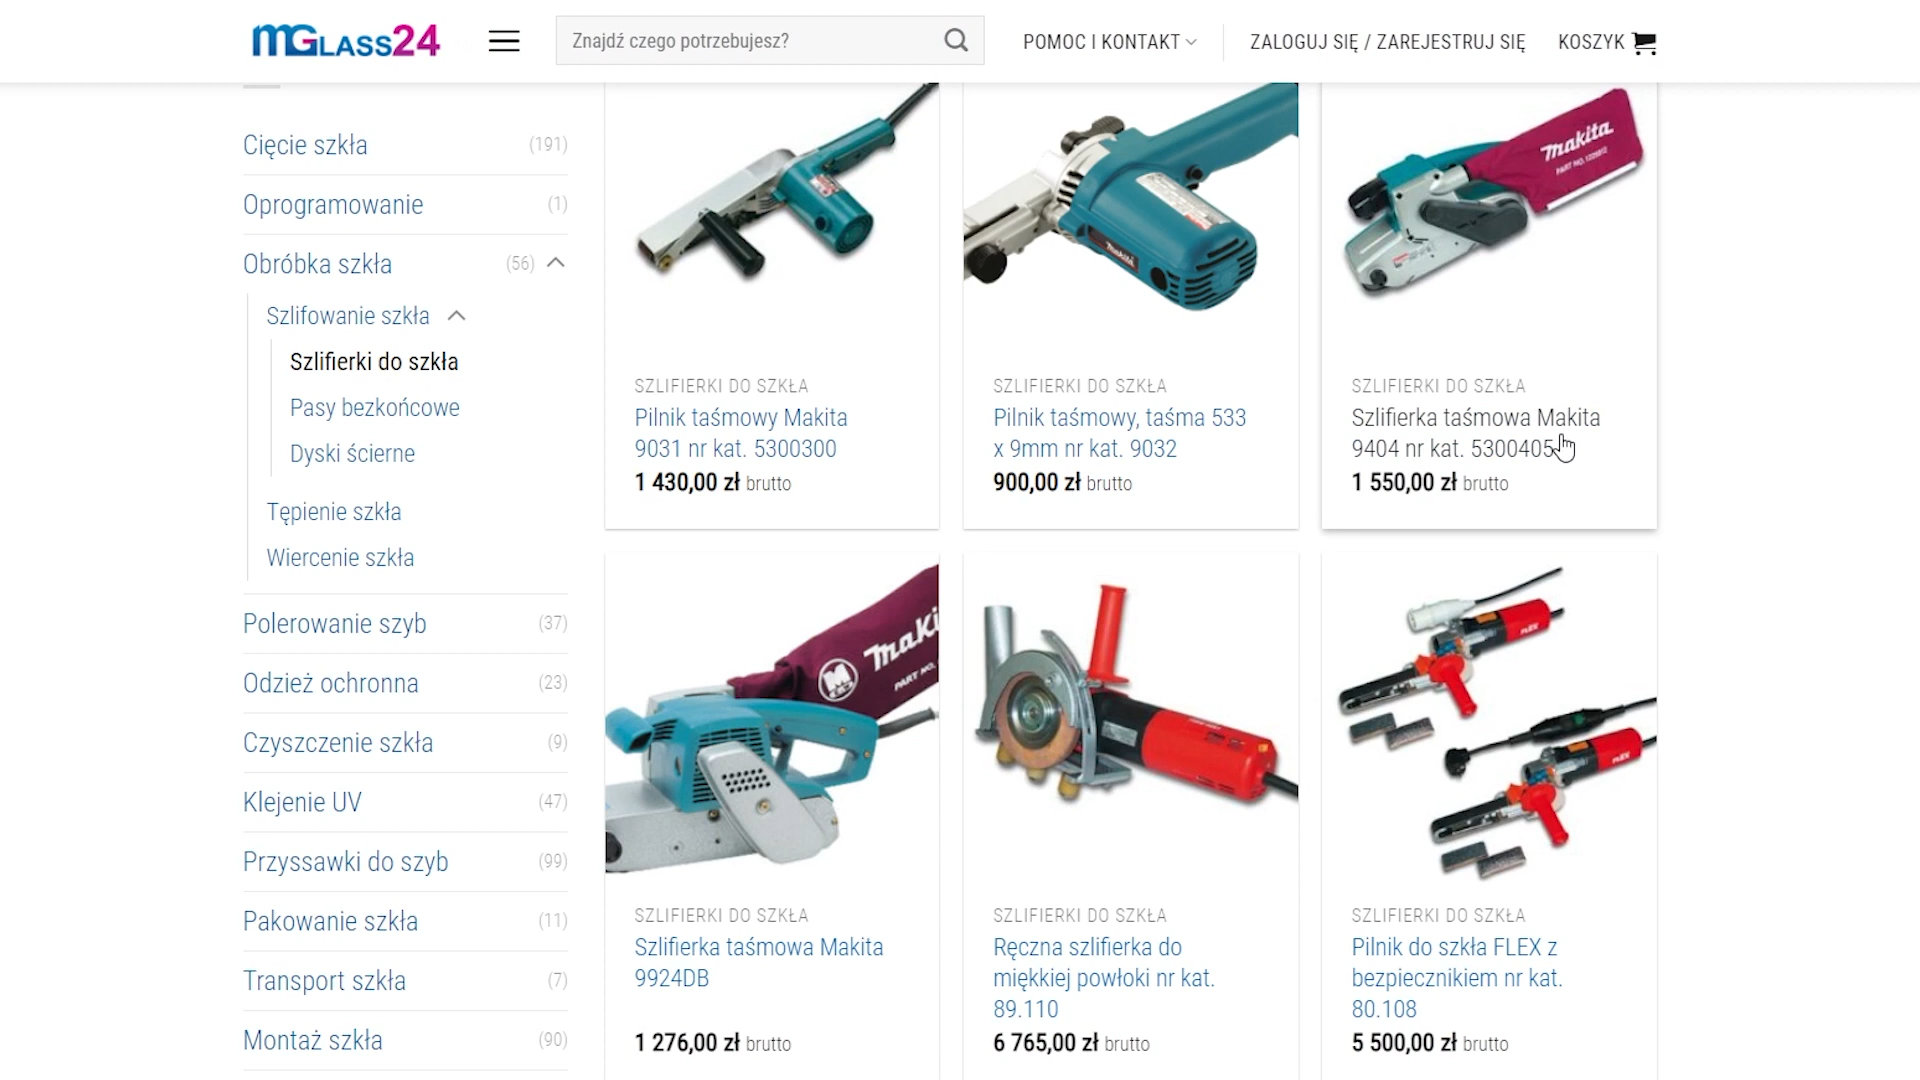 MGLASS24
Znajdź czego potrzebujesz?
POMOC I KONTAKT
ZALOGUJ SIĘ / ZAREJESTRUJ SIĘ
KOSZYK
Cięcie szkła (191)
Oprogramowanie (1)
Obróbka szkła (56)
Szlifowanie szkła
Szlifierki do szkła
Pasy bezkońcowe
Dyski ścierne
Tępienie szkła
Wiercenie szkła
Polerowanie szyb (37)
Odzież ochronna (23)
Czyszczenie szkła (9)
Klejenie UV (47)
Przyssawki do szyb (99)
Pakowanie szkła (11)
Transport szkła (7)
Montaż szkła (90)
makita
SZLIFIERKI DO SZKŁA
Pilnik taśmowy Makita
9031 nr kat. 5300300
1 430,00 zł brutto
SZLIFIERKI DO SZKŁA
Pilnik taśmowy, taśma 533
x 9mm nr kat. 9032
900,00 zł brutto
SZLIFIERKI DO SZKŁA
Szlifierka taśmowa Makita
9404 nr kat. 5300405
1 550,00 zł brutto
PART NO.
SZLIFIERKI DO SZKŁA
Szlifierka taśmowa Makita
9924DB
1 276,00 zł brutto
SZLIFIERKI DO SZKŁA
Ręczna szlifierka do
miękkiej powłoki nr kat.
89.110
6 765,00 zł brutto
FLEX
FLEX
SZLIFIERKI DO SZKŁA
Pilnik do szkła FLEX z
bezpiecznikiem nr kat.
80.108
5 500,00 zł brutto